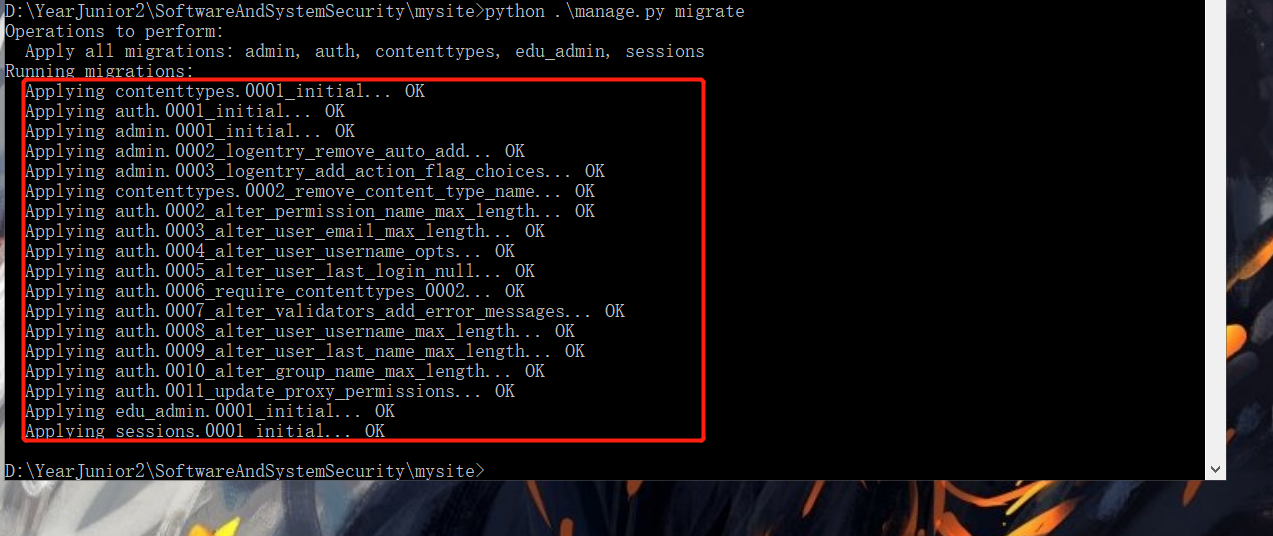 D:\YearJunior2\SoftwareAndSystemSecurity\mysite>python .\manage.py migrate
Operations to perform:
  Apply all migrations: admin, auth, contenttypes, edu_admin, sessions
Running migrations:
  Applying contenttypes.0001_initial... OK
  Applying auth.0001_initial... OK
  Applying admin.0001_initial... OK
  Applying admin.0002_logentry_remove_auto_add... OK
  Applying admin.0003_logentry_add_action_flag_choices... OK
  Applying contenttypes.0002_remove_content_type_name... OK
  Applying auth.0002_alter_permission_name_max_length... OK
  Applying auth.0003_alter_user_email_max_length... OK
  Applying auth.0004_alter_user_username_opts... OK
  Applying auth.0005_alter_user_last_login_null... OK
  Applying auth.0006_require_contenttypes_0002... OK
  Applying auth.0007_alter_validators_add_error_messages... OK
  Applying auth.0008_alter_user_username_max_length... OK
  Applying auth.0009_alter_user_last_name_max_length... OK
  Applying auth.0010_alter_group_name_max_length... OK
  Applying auth.0011_update_proxy_permissions... OK
  Applying edu_admin.0001_initial... OK
  Applying sessions.0001_initial... OK
D:\YearJunior2\SoftwareAndSystemSecurity\mysite>